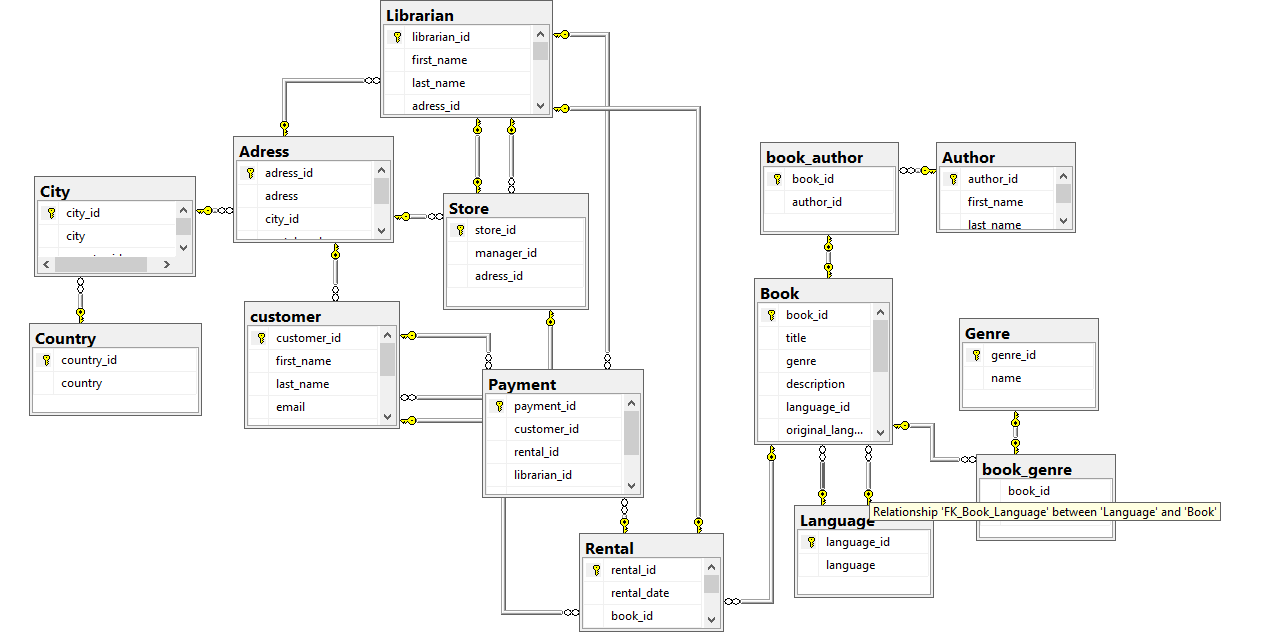 Librarian
librarian_id
first_name
last_name
adress_id
Adress
adress_id
adress
city_id
City
city_id
city
Country
country_id
country
Store
store_id
manager_id
adress_id
customer
customer_id
first_name
last_name
email
Payment
payment_id
customer_id
rental_id
librarian_id
Rental
rental_id
rental_date
book_id
book_author
book_id
author_id
Author
author_id
first_name
last_name
Book
book_id
title
genre
description
language_id
original_lang...
Genre
genre_id
name
book_genre
book_id
Relationship 'FK_Book_Language' between 'Language' and 'Book'
Language
language_id
language